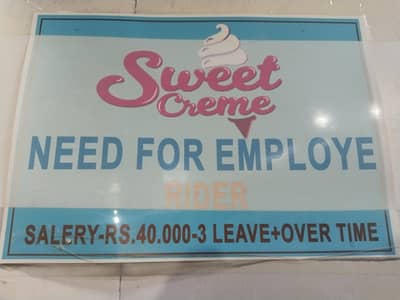 Sweet
Creme
NEED FOR EMPLOYE
RIDER
SALERY-RS.40.000-3 LEAVE+OVER TIME